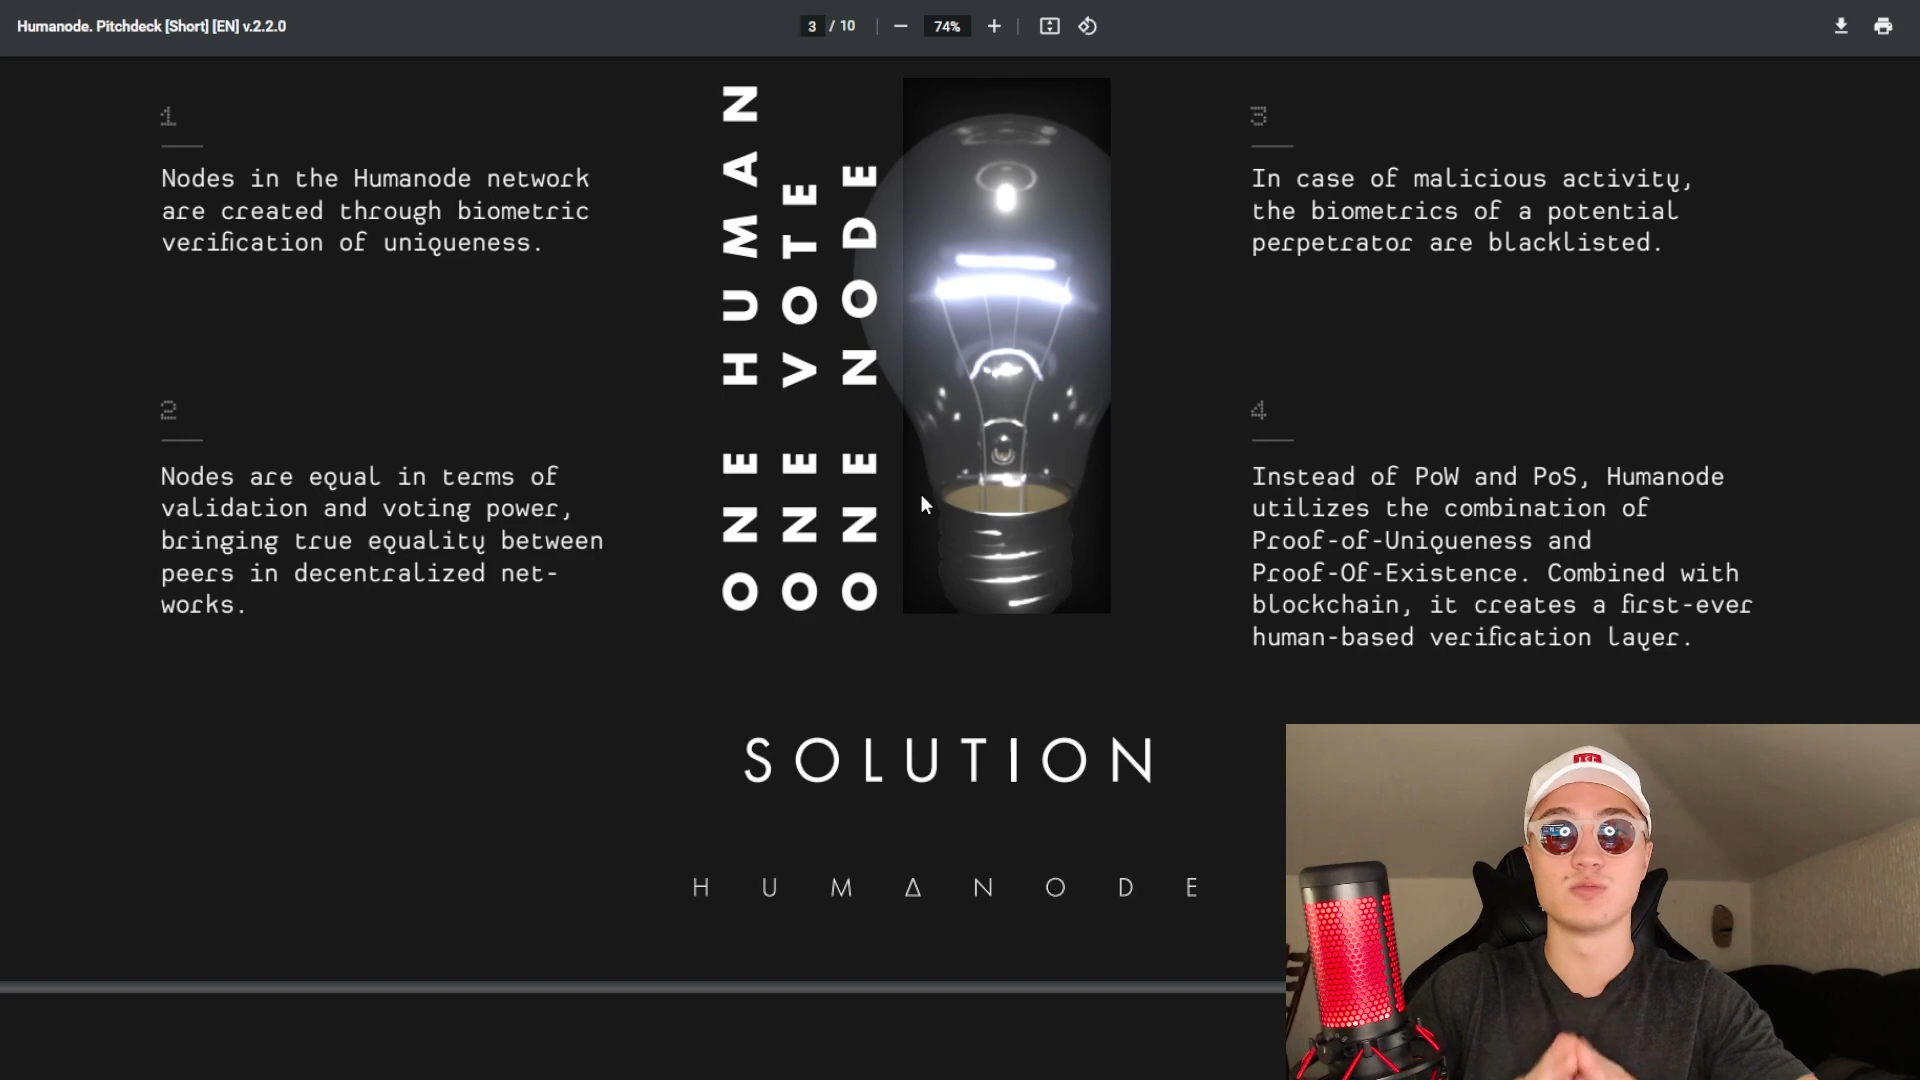 Humanode. Pitchdeck [Short] [EN] v.2.2.0
3 / 10
74%
1
Nodes in the Humanode network
are created through biometric
verification of uniqueness.
2
Nodes are equal in terms of
validation and voting power,
bringing true equality between
peers in decentralized net-
works.
ONE HUMAN
ONE VOTE
ONE NODE
3
In case of malicious activity,
the biometrics of a potential
perpetrator are blacklisted.
4
Instead of PoW and PoS, Humanode
utilizes the combination of
Proof-of-Uniqueness and
Proof-Of-Existence. Combined with
blockchain, it creates a first-ever
human-based verification layer.
SOLUTION
HUMΔNODE